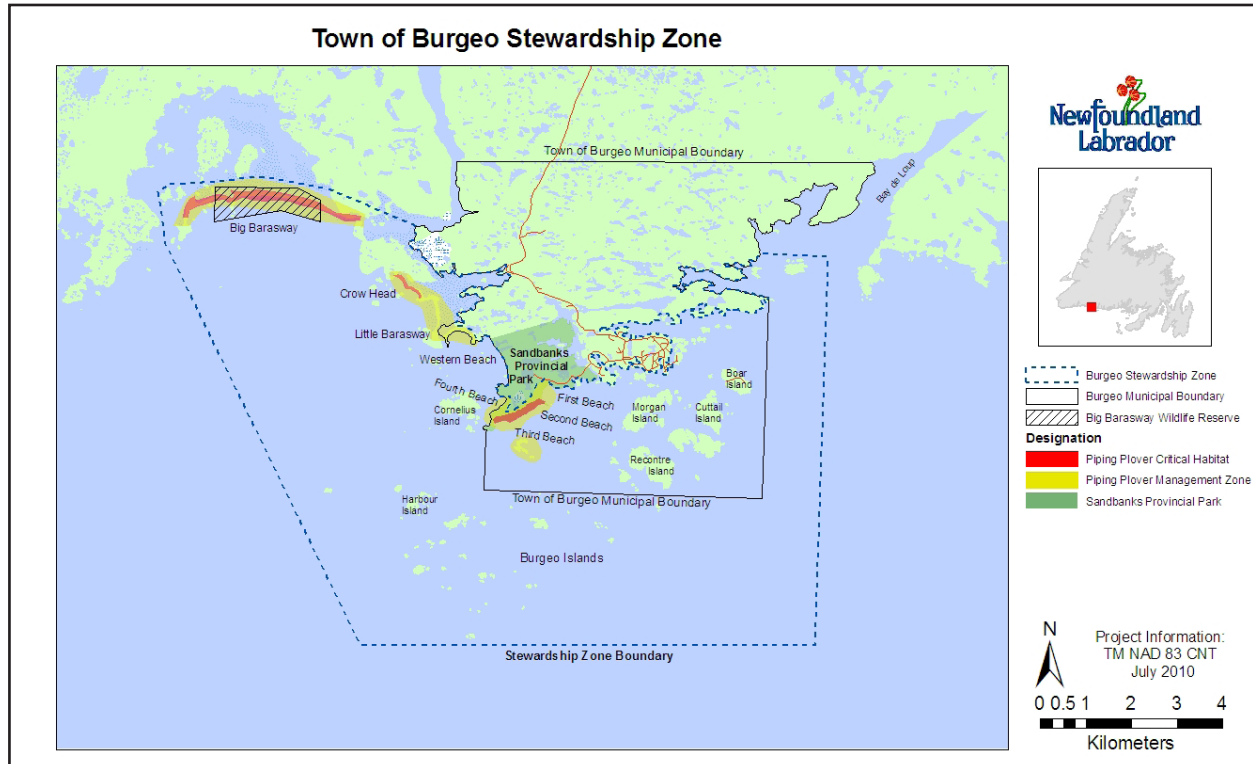 Town of Burgeo Stewardship Zone
Town of Burgeo Municipal Boundary
Bay de Loup
Big Barasway
Crow Head
Little Barasway
Western Beach
Sandbanks
Provincial
Park
Fourth Beach
First Beach
Cornelius
Island
Second Beach
Third Beach
Boar
Island
Morgan
Island
Cuttail
Island
Recontre
Island
Harbour
Island
Town of Burgeo Municipal Boundary
Burgeo Islands
Stewardship Zone Boundary
Newfoundland
Labrador
Burgeo Stewardship Zone
Burgeo Municipal Boundary
Big Barasway Wildlife Reserve
Designation
Piping Plover Critical Habitat
Piping Plover Management Zone
Sandbanks Provincial Park
N
Project Information:
TM NAD 83 CNT
July 2010
0 0.5 1 2 3 4
Kilometers